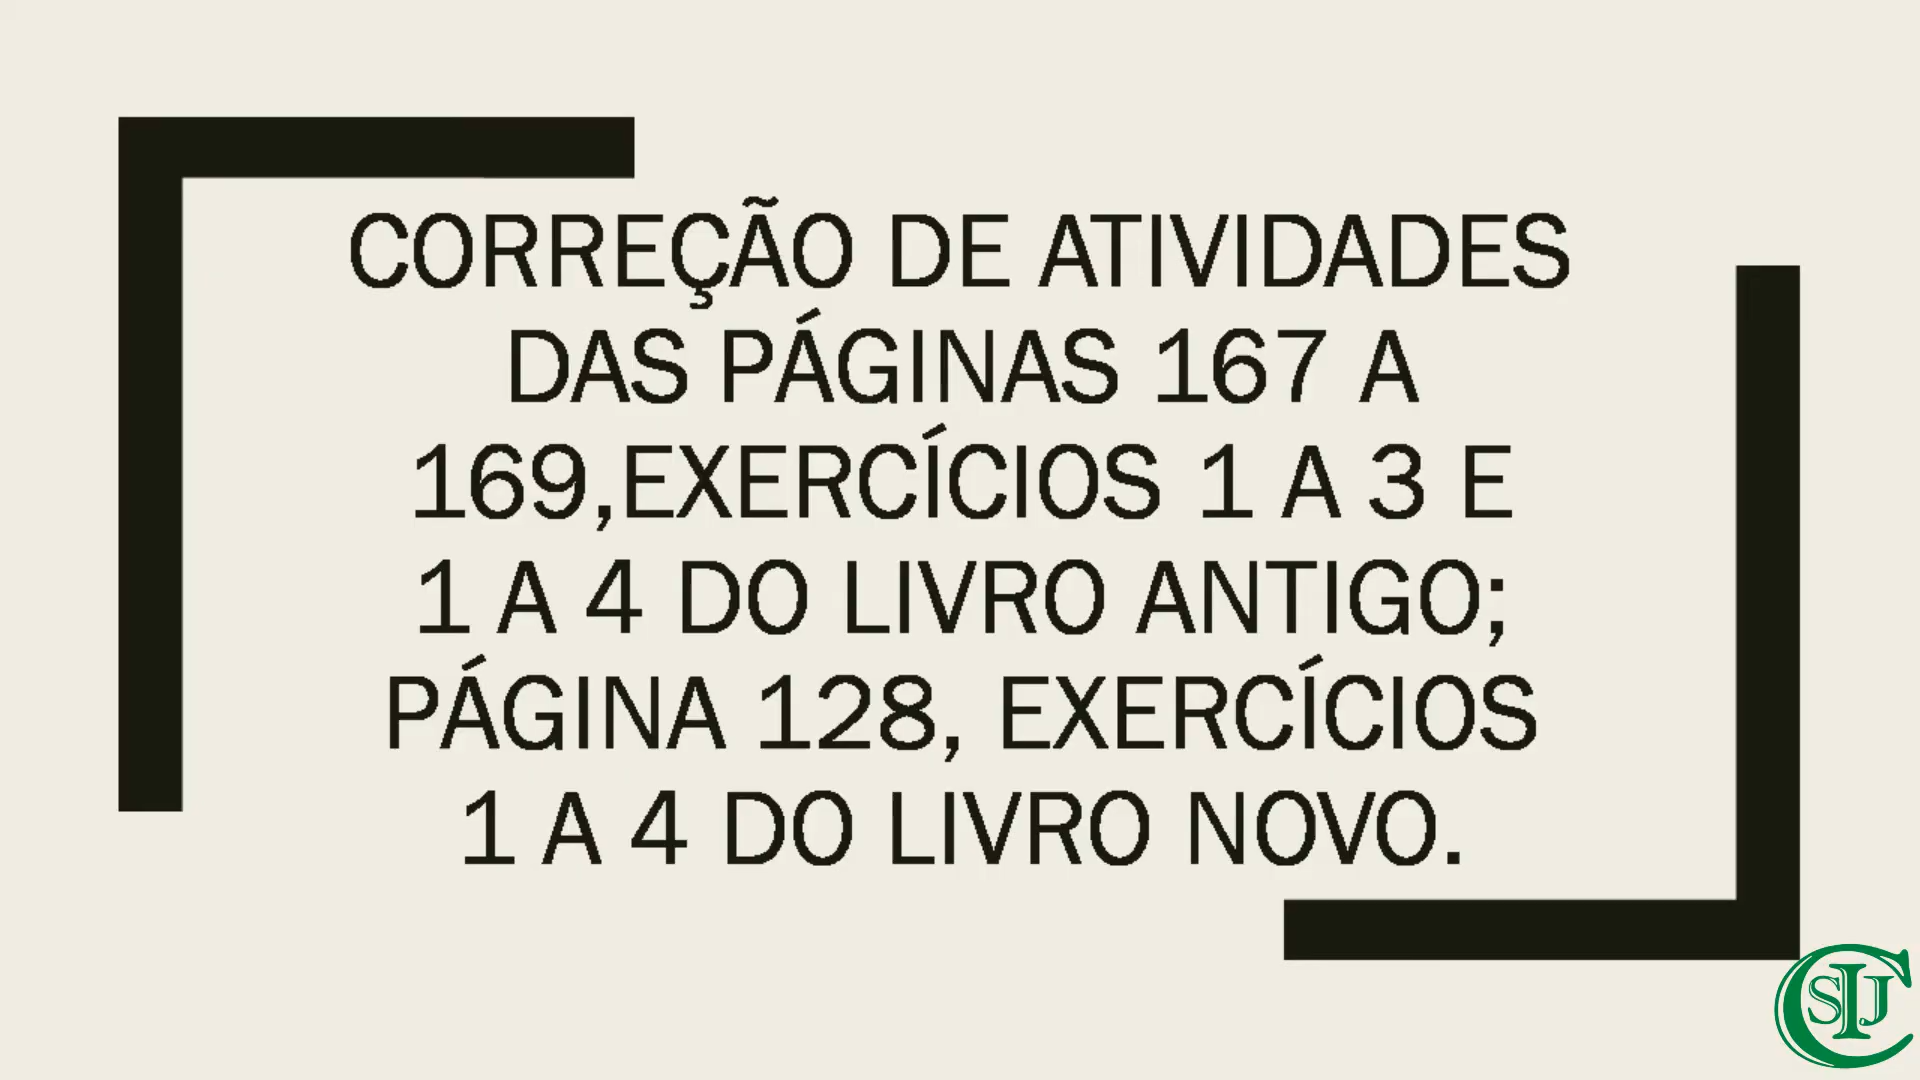 CORREÇÃO DE ATIVIDADES
DAS PÁGINAS 167 A
169,EXERCÍCIOS 1 A 3 E
1 A 4 DO LIVRO ANTIGO;
PÁGINA 128, EXERCÍCIOS
1 A 4 DO LIVRO NOVO.
CSIJ